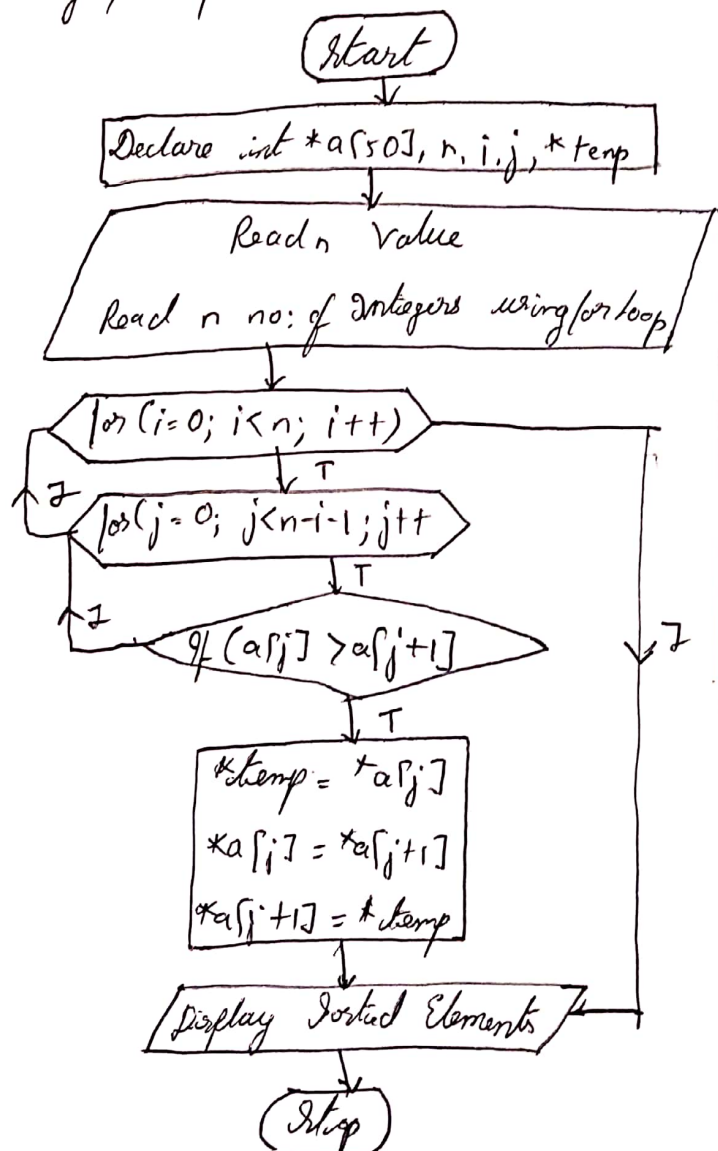 Start
Declare int *a[50], n, i, j, *temp
Read n Value
Read n no: of Integers using for loop
for (i=0; i<n; i++)
T
F
for (j=0; j<n-i-1; j++
T
F
if (a[j] >a[j+1]
F
T
*temp = *a[j]
*a[j] = *a[j+1]
*a[j+1] = *temp
Display Sorted Elements
Stop